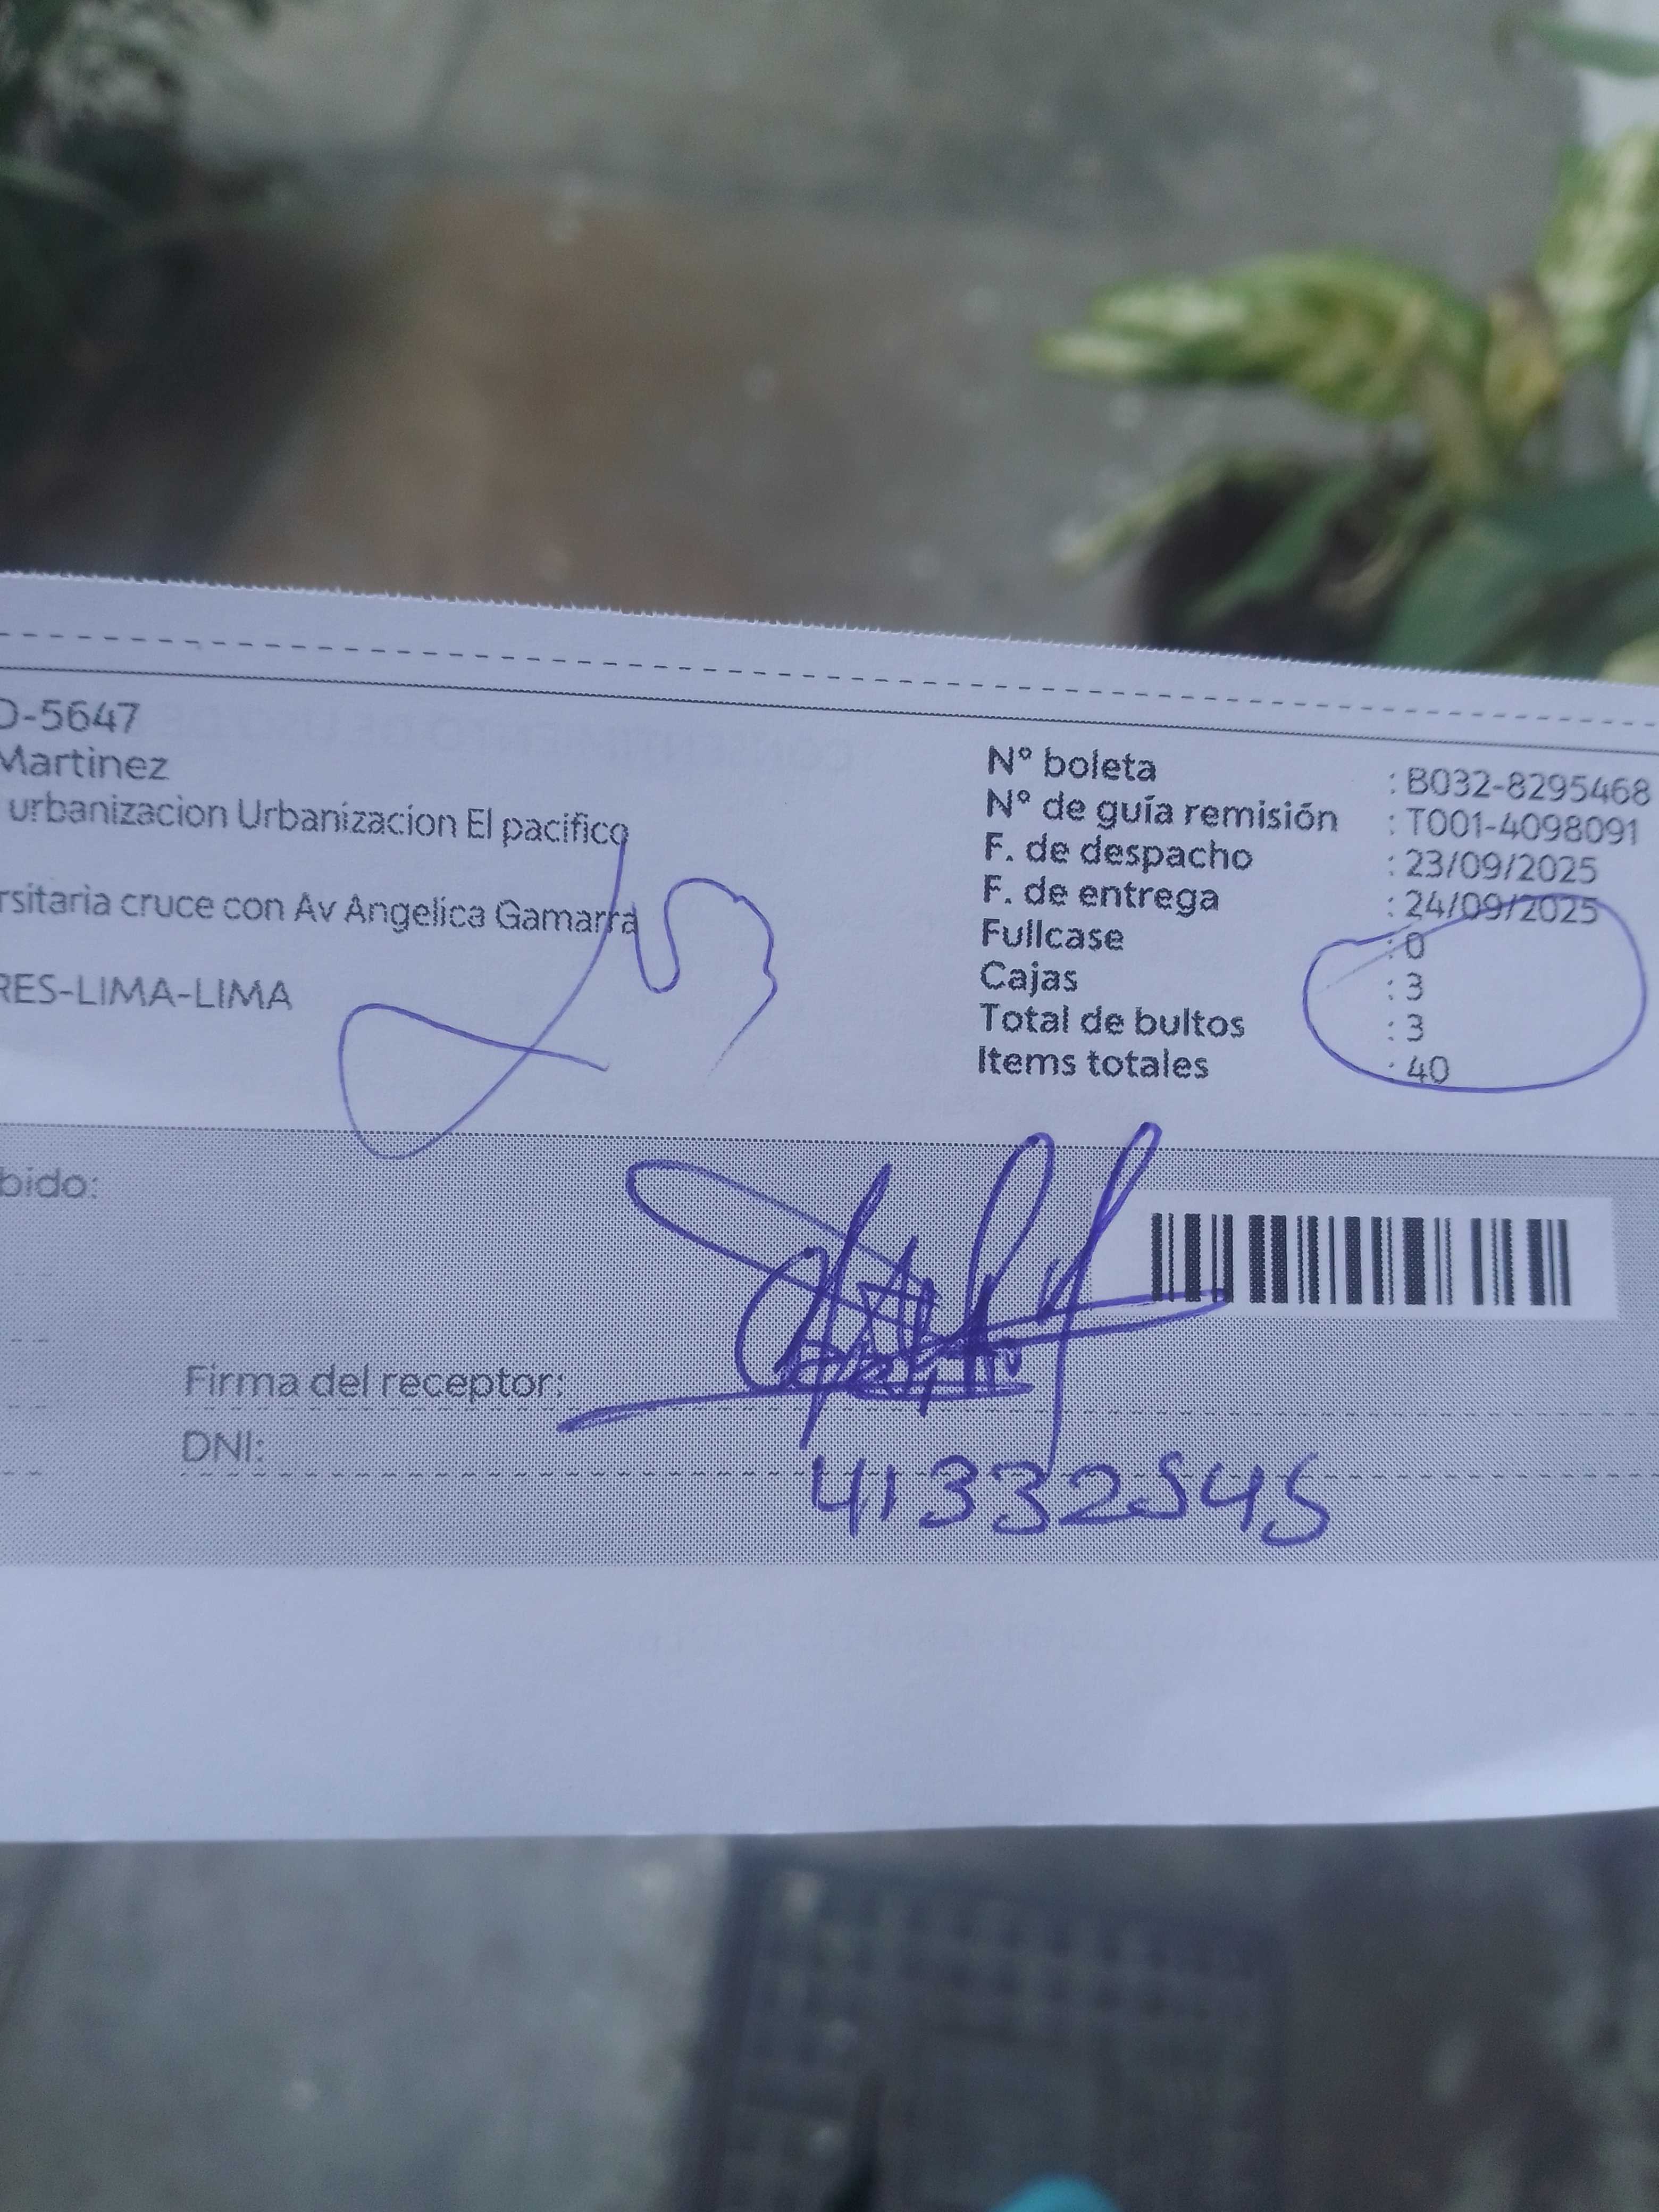 O-5647
Martinez
urbanizacion Urbanizacion El pacifico
rsitaria cruce con Av Angelica Gamarra
RES-LIMA-LIMA
Nº boleta : B032-8295468
Nº de guía remisión : T001-4098091
F. de despacho : 23/09/2025
F. de entrega : 24/09/2025
Fullcase : 0
Cajas : 3
Total de bultos : 3
Items totales : 40
bido:
Firma del receptor:
DNI: 41332545